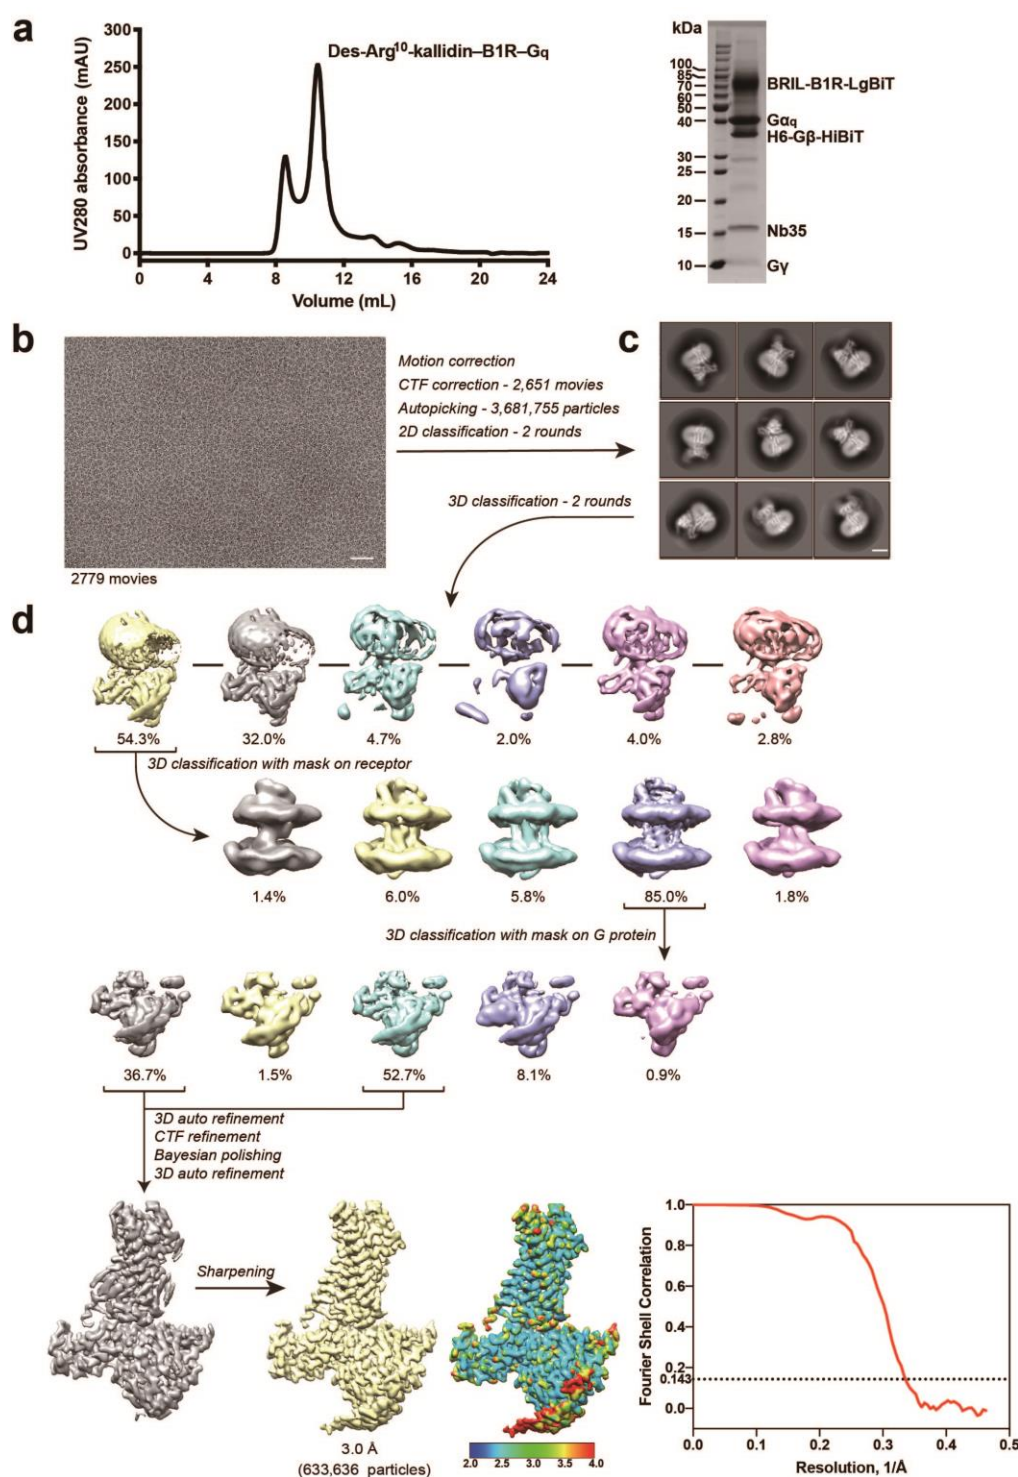 a
300
250
200
150
100
50
0
UV280 absorbance (mAU)
Des-Arg¹⁰-kallidin–B1R–Gq
0 4 8 12 16 20 24
Volume (mL)
kDa
100
85
70
60
50
40
30
25
20
15
10
BRIL-B1R-LgBiT
Gαq
H6-Gβ-HiBiT
Nb35
Gγ
b
2779 movies
Motion correction
CTF correction - 2,651 movies
Autopicking - 3,681,755 particles
2D classification - 2 rounds
c
3D classification - 2 rounds
d
54.3% 32.0% 4.7% 2.0% 4.0% 2.8%
3D classification with mask on receptor
1.4% 6.0% 5.8% 85.0% 1.8%
3D classification with mask on G protein
36.7% 1.5% 52.7% 8.1% 0.9%
3D auto refinement
CTF refinement
Bayesian polishing
3D auto refinement
Sharpening
3.0 Å
(633,636 particles)
2.0 2.5 3.0 3.5 4.0
Fourier Shell Correlation
1.0
0.8
0.6
0.4
0.2
0.143
0.0
0.0 0.1 0.2 0.3 0.4 0.5
Resolution, 1/Å